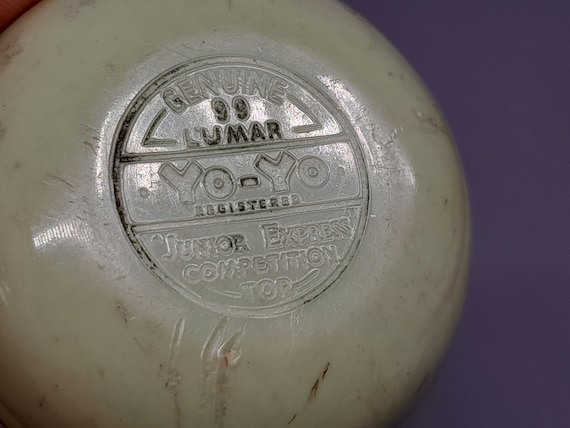 GENUINE
99
LUMAR
YO-YO
REGISTERED
"JUNIOR EXPRESS"
COMPETITION
TOP